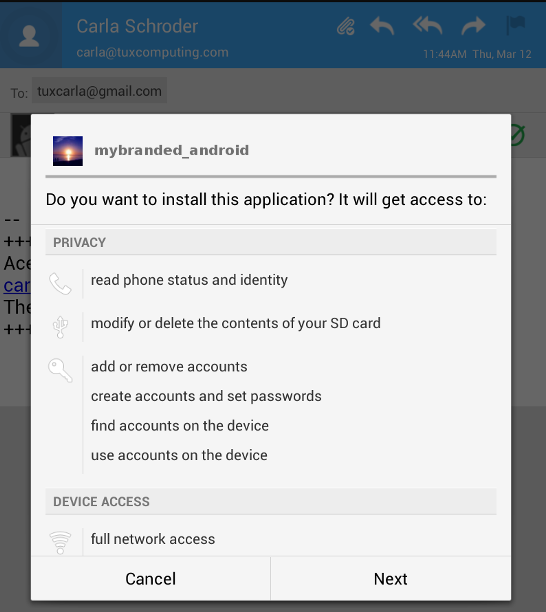 Carla Schroder
carla@tuxcomputing.com
11:44AM Thu, Mar 12
To: tuxcarla@gmail.com
mybranded_android
Do you want to install this application? It will get access to:
--
PRIVACY
+++
Ace
read phone status and identity
car
The
modify or delete the contents of your SD card
+++
add or remove accounts
create accounts and set passwords
find accounts on the device
use accounts on the device
DEVICE ACCESS
full network access
Cancel Next